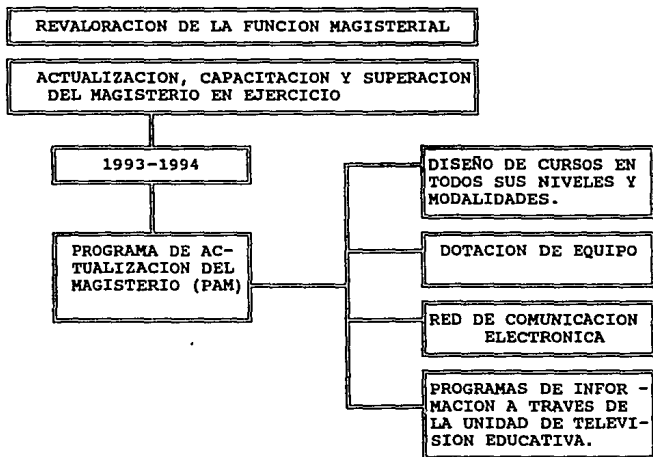 REVALORACION DE LA FUNCION MAGISTERIAL
ACTUALIZACION, CAPACITACION Y SUPERACION
DEL MAGISTERIO EN EJERCICIO
1993-1994
PROGRAMA DE AC-
TUALIZACION DEL
MAGISTERIO (PAM)
DISEÑO DE CURSOS EN
TODOS SUS NIVELES Y
MODALIDADES.
DOTACION DE EQUIPO
RED DE COMUNICACION
ELECTRONICA
PROGRAMAS DE INFOR -
MACION A TRAVES DE
LA UNIDAD DE TELEVI-
SION EDUCATIVA.